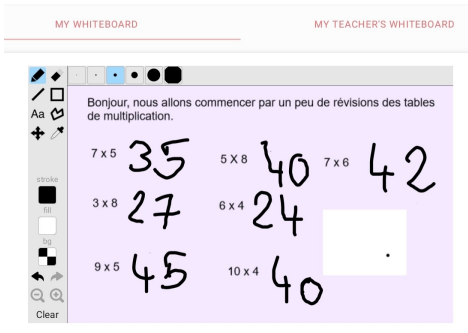 MY WHITEBOARD MY TEACHER'S WHITEBOARD
Bonjour, nous allons commencer par un peu de révisions des tables
de multiplication.
Aa
7 x 5 35 5 X 8 40 7 x 6 42
stroke
3 x 8 27 6 x 4 24
fill
bg
9 x 5 45 10 x 4 40
Clear